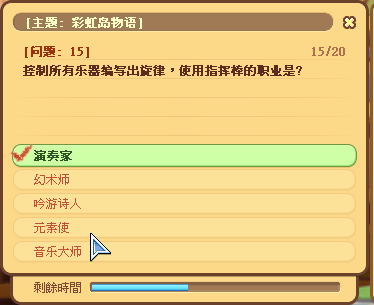 [主题: 彩虹岛物语]
[问题: 15]
15/20
控制所有乐器编写出旋律，使用指挥棒的职业是?
演奏家
幻术师
吟游诗人
元素使
音乐大师
剩餘時間